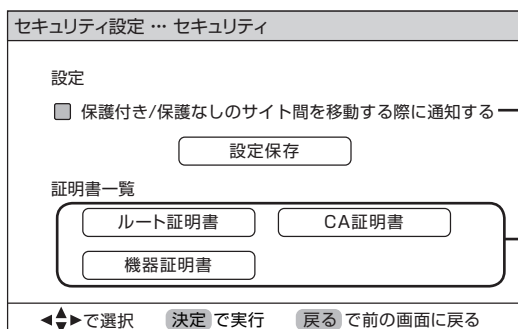 セキュリティ設定 … セキュリティ
設定
保護付き/保護なしのサイト間を移動する際に通知する
設定保存
証明書一覧
ルート証明書 CA証明書
機器証明書
で選択 決定 で実行 戻る で前の画面に戻る